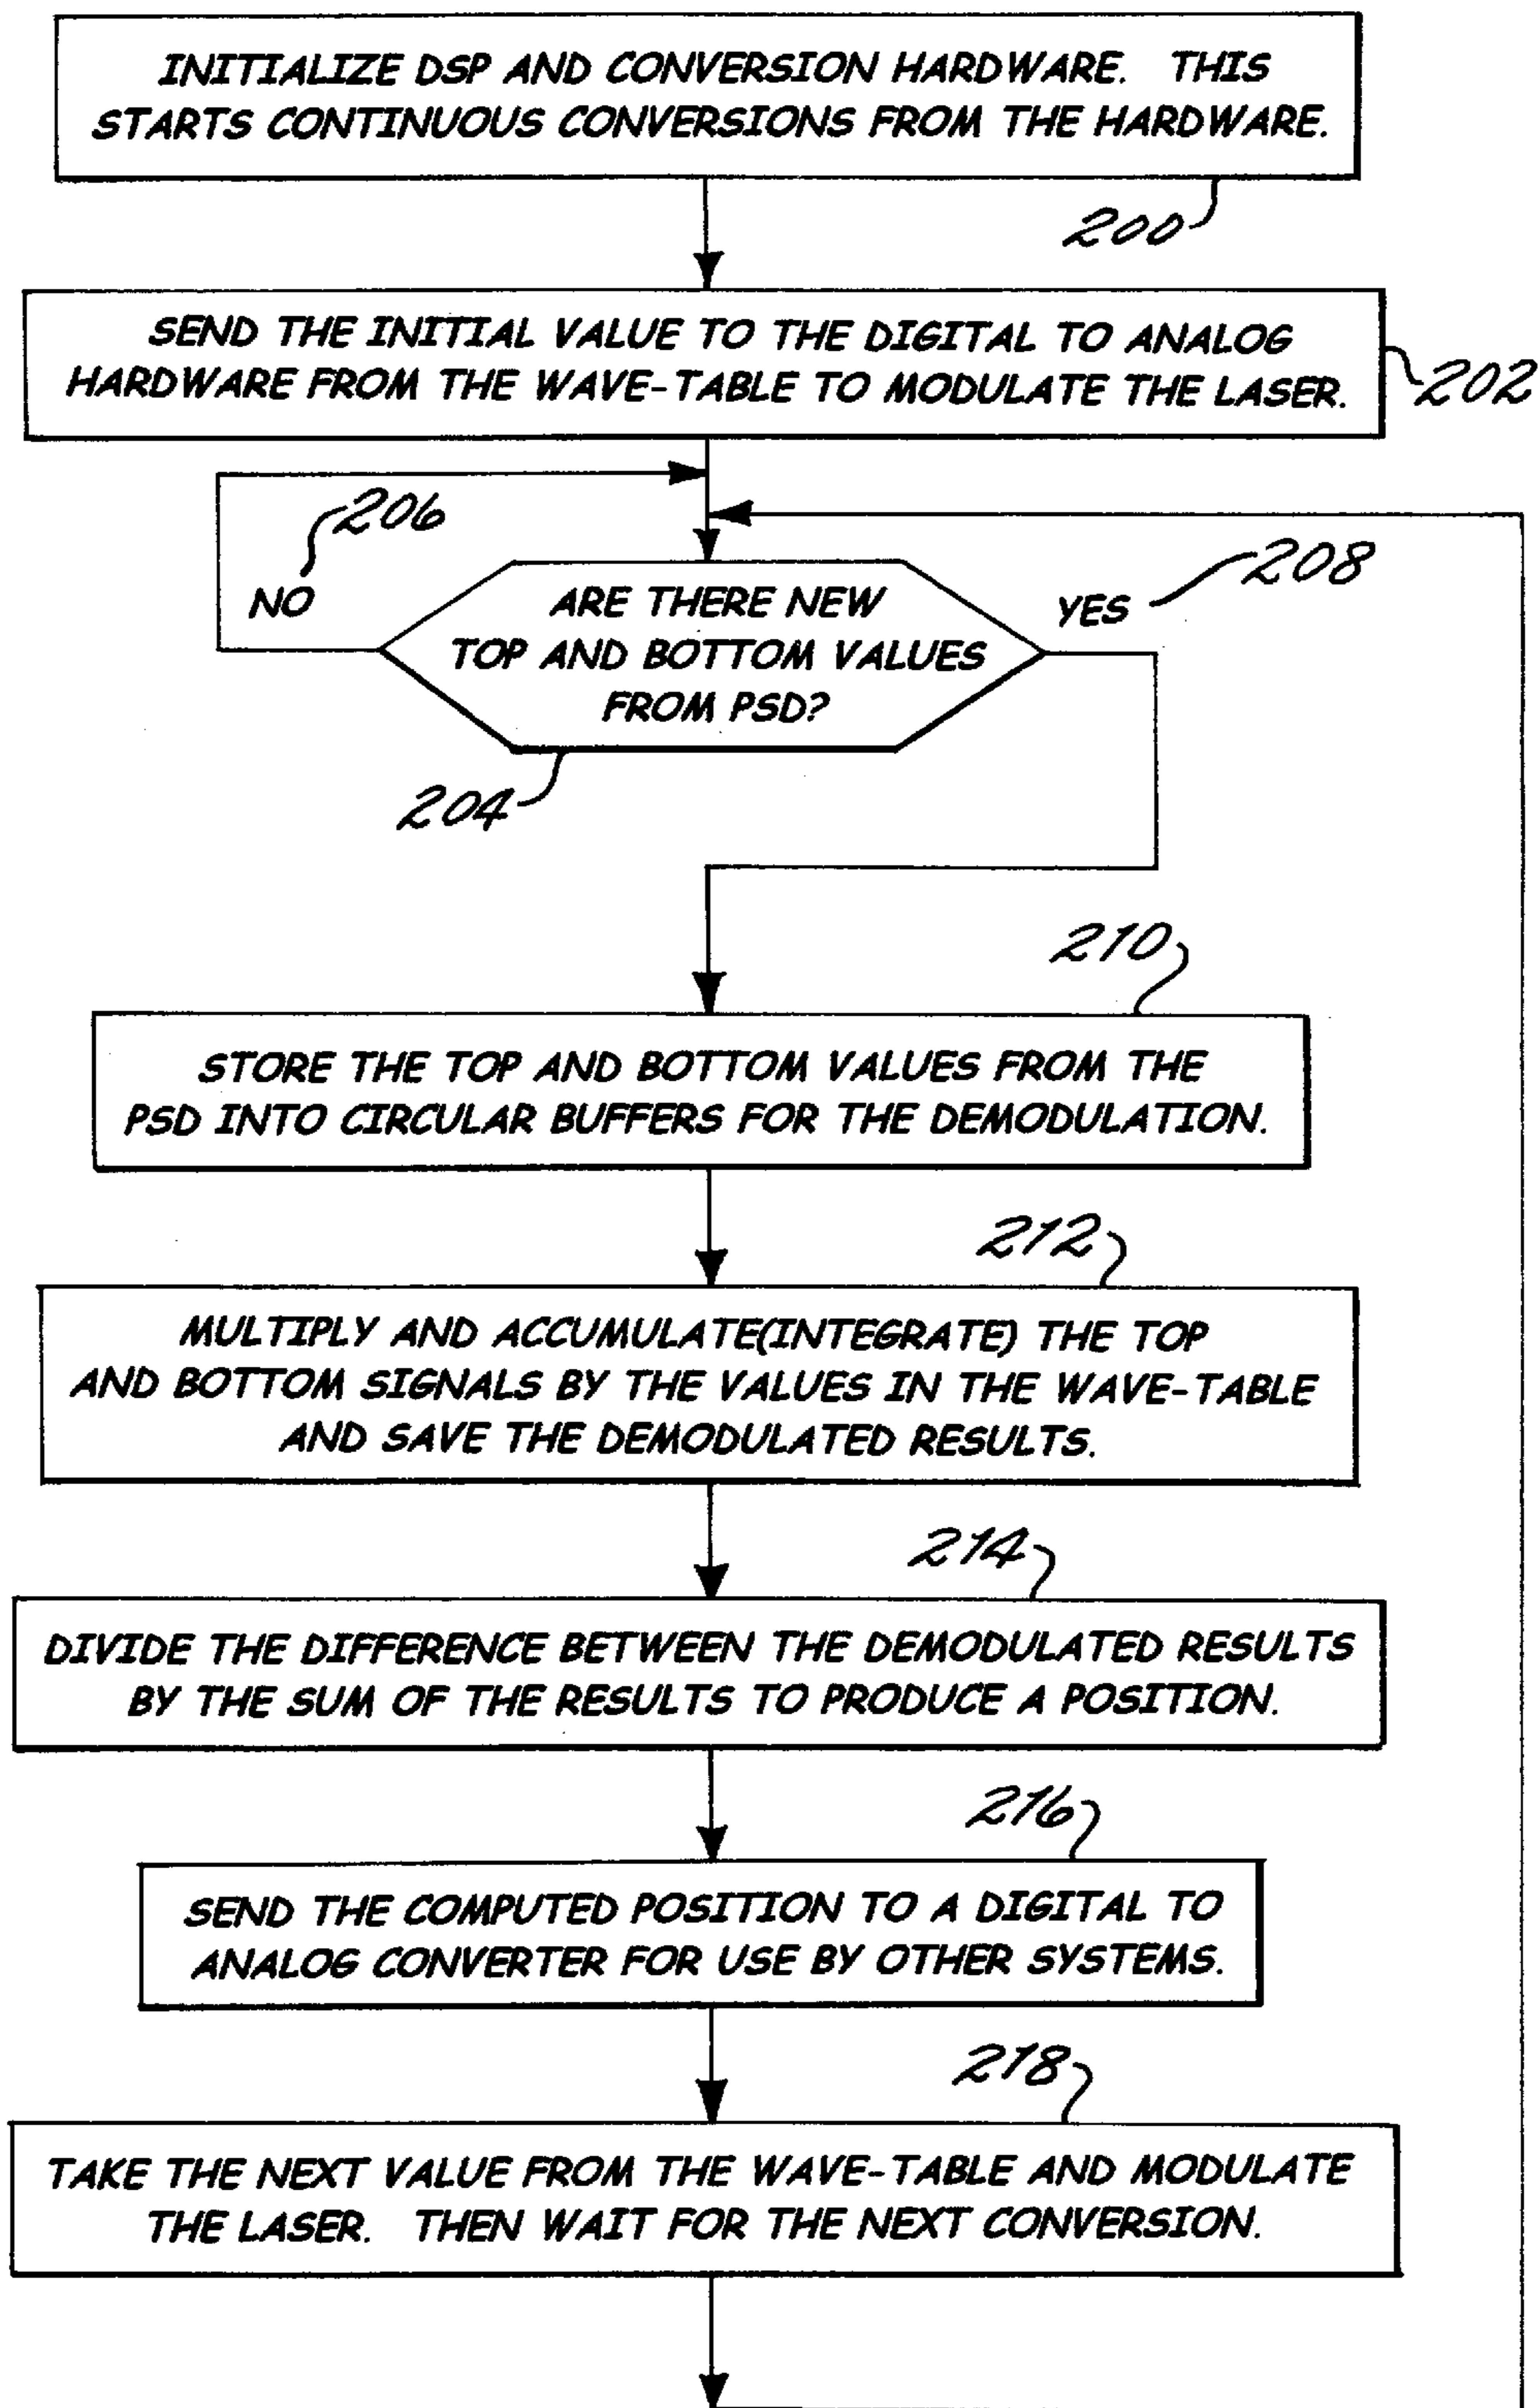 INITIALIZE DSP AND CONVERSION HARDWARE. THIS
STARTS CONTINUOUS CONVERSIONS FROM THE HARDWARE.
200
SEND THE INITIAL VALUE TO THE DIGITAL TO ANALOG
HARDWARE FROM THE WAVE-TABLE TO MODULATE THE LASER.
202
206
208
NO
YES
ARE THERE NEW
TOP AND BOTTOM VALUES
FROM PSD?
204
210
STORE THE TOP AND BOTTOM VALUES FROM THE
PSD INTO CIRCULAR BUFFERS FOR THE DEMODULATION.
212
MULTIPLY AND ACCUMULATE(INTEGRATE) THE TOP
AND BOTTOM SIGNALS BY THE VALUES IN THE WAVE-TABLE
AND SAVE THE DEMODULATED RESULTS.
214
DIVIDE THE DIFFERENCE BETWEEN THE DEMODULATED RESULTS
BY THE SUM OF THE RESULTS TO PRODUCE A POSITION.
216
SEND THE COMPUTED POSITION TO A DIGITAL TO
ANALOG CONVERTER FOR USE BY OTHER SYSTEMS.
218
TAKE THE NEXT VALUE FROM THE WAVE-TABLE AND MODULATE
THE LASER. THEN WAIT FOR THE NEXT CONVERSION.